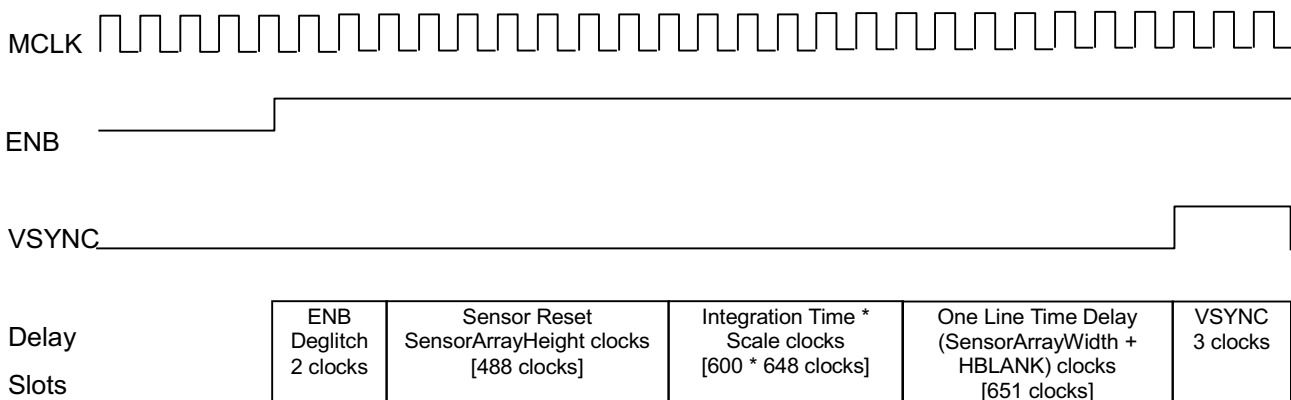 MCLK
ENB
VSYNC
Delay
Slots
ENB
Deglitch
2 clocks
Sensor Reset
SensorArrayHeight clocks
[488 clocks]
Integration Time *
Scale clocks
[600 * 648 clocks]
One Line Time Delay
(SensorArrayWidth +
HBLANK) clocks
[651 clocks]
VSYNC
3 clocks